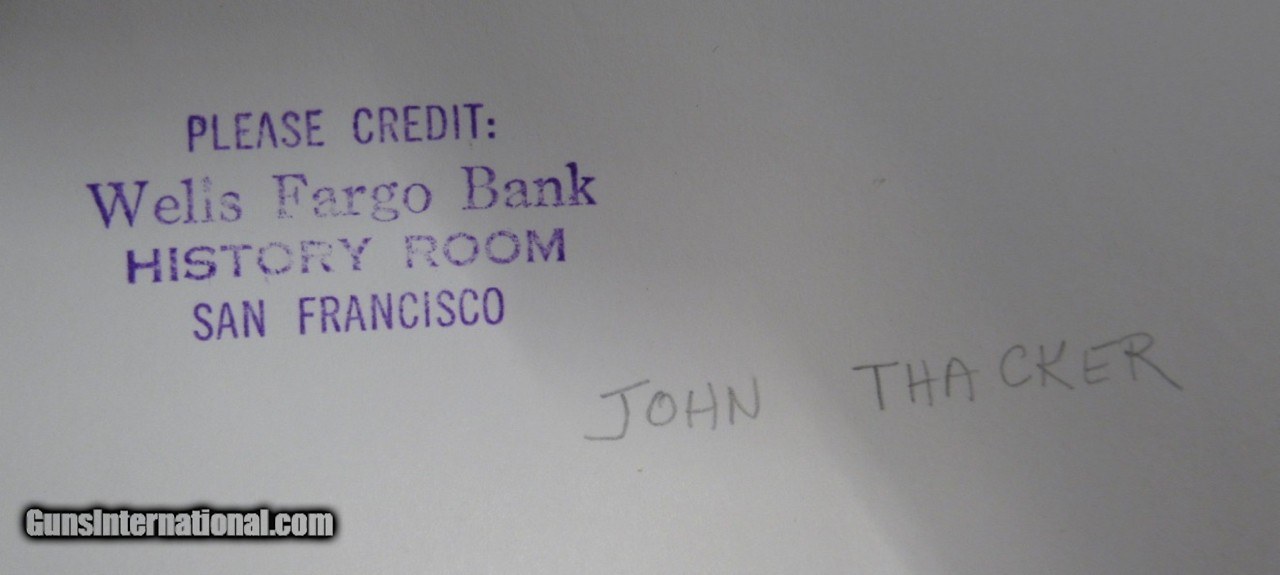 PLEASE CREDIT:
Wells Fargo Bank
HISTORY ROOM
SAN FRANCISCO
JOHN THACKER
GunsInternational.com